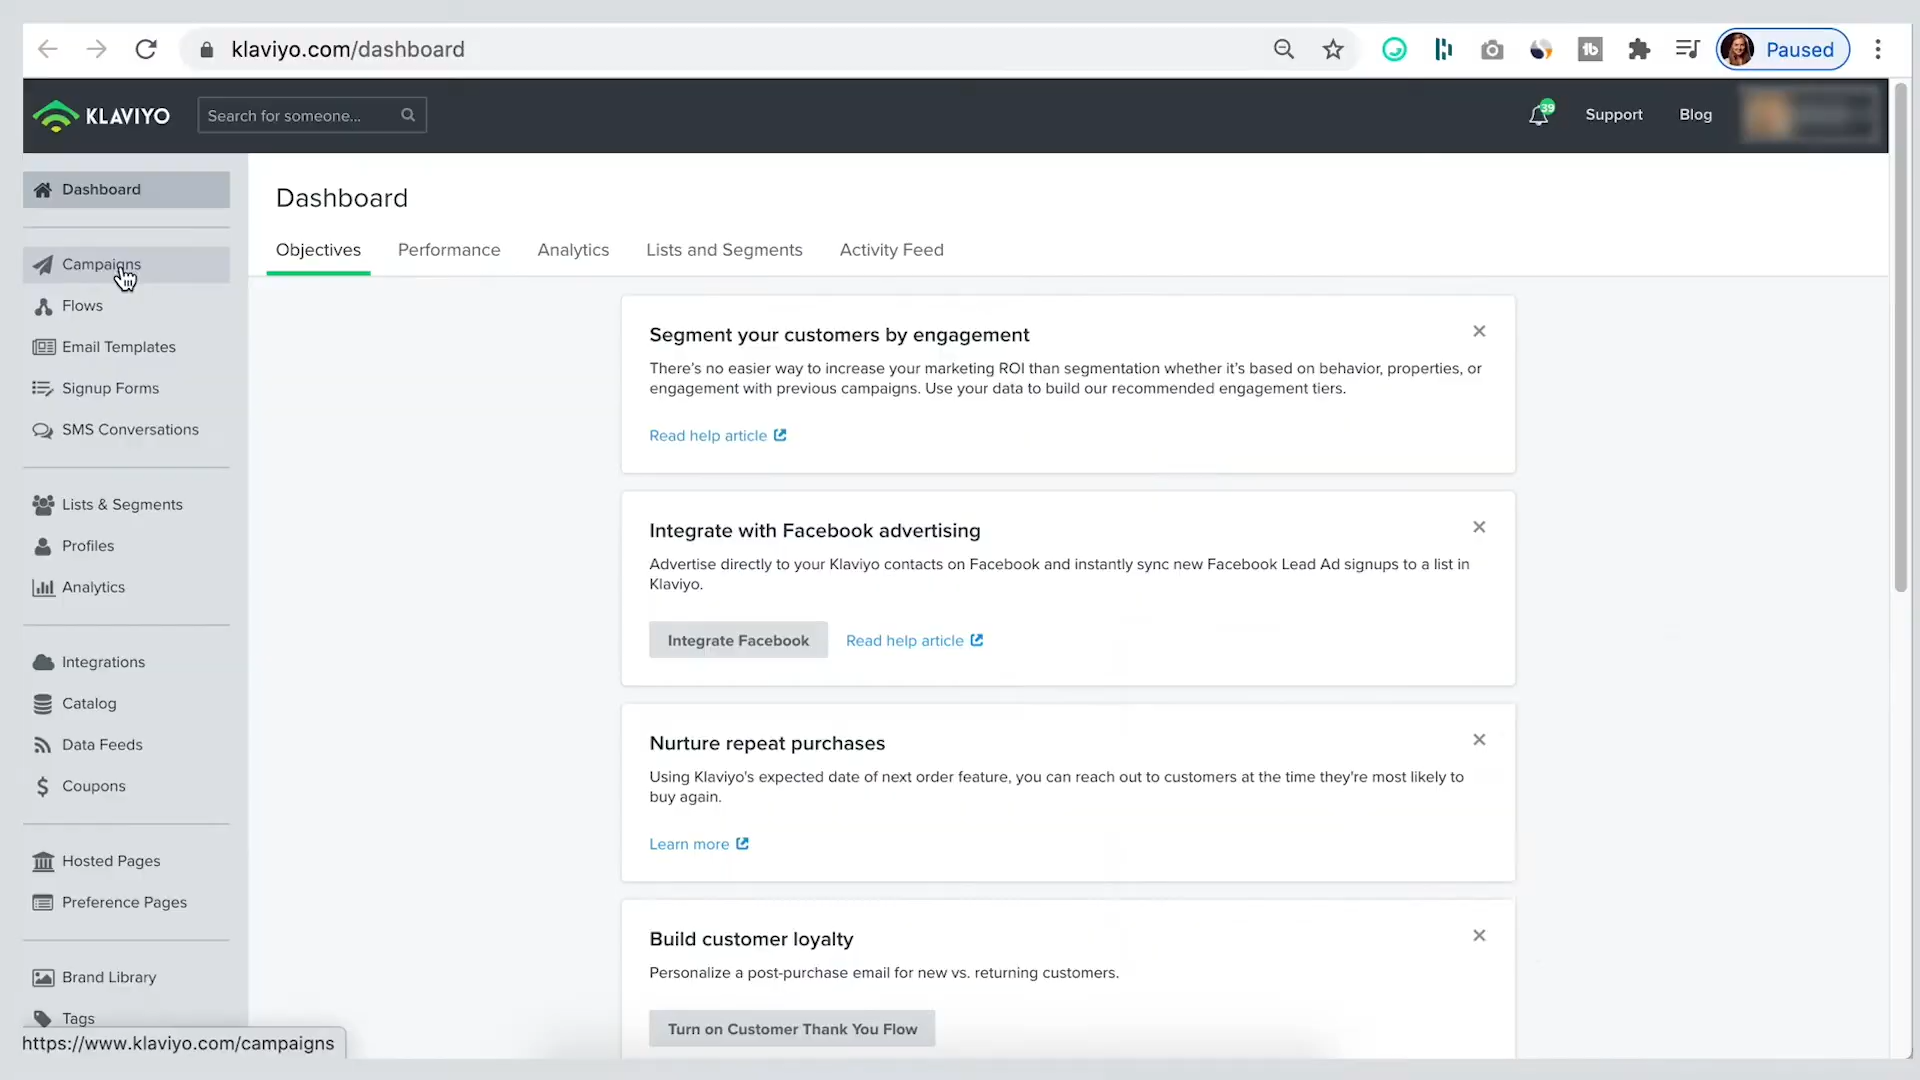 klaviyo.com/dashboard
Paused
KLAVIYO
Search for someone...
39
Support
Blog
Dashboard
Campaigns
Flows
Email Templates
Signup Forms
SMS Conversations
Lists & Segments
Profiles
Analytics
Integrations
Catalog
Data Feeds
Coupons
Hosted Pages
Preference Pages
Brand Library
Tags
https://www.klaviyo.com/campaigns
Dashboard
Objectives
Performance
Analytics
Lists and Segments
Activity Feed
Segment your customers by engagement
There's no easier way to increase your marketing ROI than segmentation whether it's based on behavior, properties, or
engagement with previous campaigns. Use your data to build our recommended engagement tiers.
Read help article
Integrate with Facebook advertising
Advertise directly to your Klaviyo contacts on Facebook and instantly sync new Facebook Lead Ad signups to a list in
Klaviyo.
Integrate Facebook
Read help article
Nurture repeat purchases
Using Klaviyo's expected date of next order feature, you can reach out to customers at the time they're most likely to
buy again.
Learn more
Build customer loyalty
Personalize a post-purchase email for new vs. returning customers.
Turn on Customer Thank You Flow